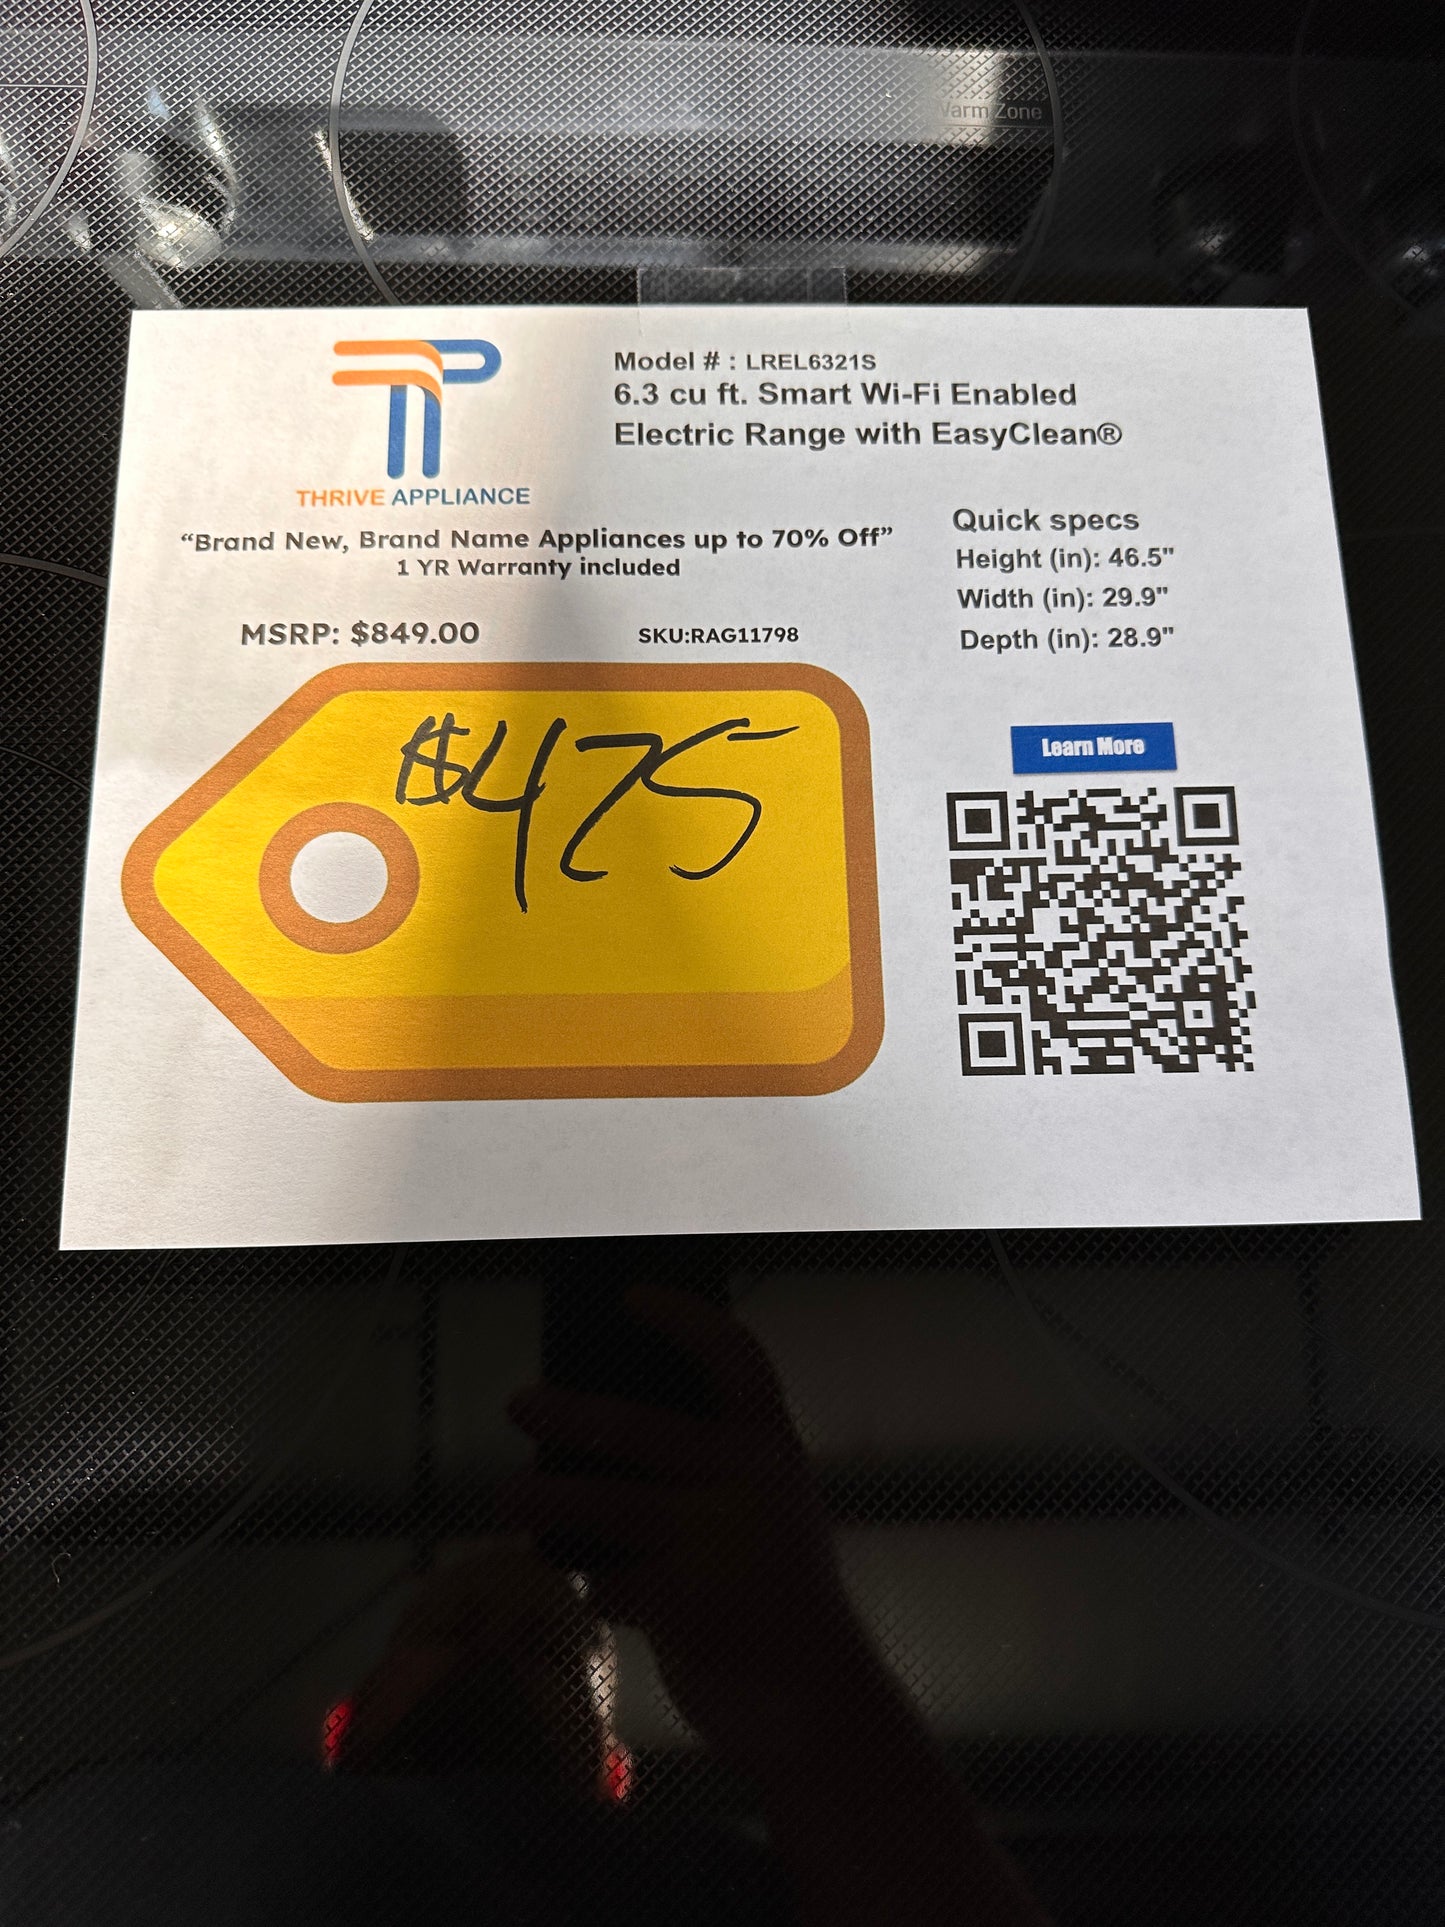 Warm Zone
Model # : LREL6321S
6.3 cu ft. Smart Wi-Fi Enabled
Electric Range with EasyClean®
THRIVE APPLIANCE
“Brand New, Brand Name Appliances up to 70% Off”
1 YR Warranty included
MSRP: $849.00
SKU:RAG11798
$475
Quick specs
Height (in): 46.5"
Width (in): 29.9"
Depth (in): 28.9"
Learn More